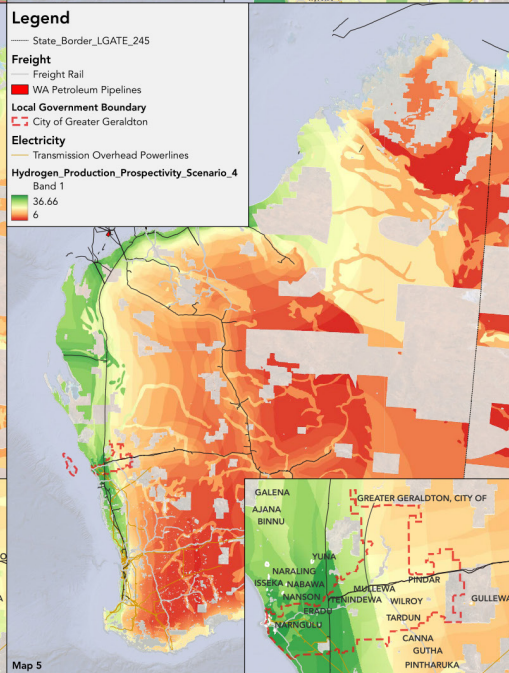 Legend
State_Border_LGATE_245
Freight
Freight Rail
WA Petroleum Pipelines
Local Government Boundary
City of Greater Geraldton
Electricity
Transmission Overhead Powerlines
Hydrogen_Production_Prospectivity_Scenario_4
Band 1
36.66
6
GALENA
GREATER GERALDTON, CITY OF
AJANA
BINNU
YUNA
NARALING
ISSEKA NABAWA
MULLEWA
PINDAR
NANSON
TENINDEWA
WILROY
GULLEWA
ERADU
NARNGULU
TARDUN
CANNA
GUTHA
PINTHARUKA
Map 5